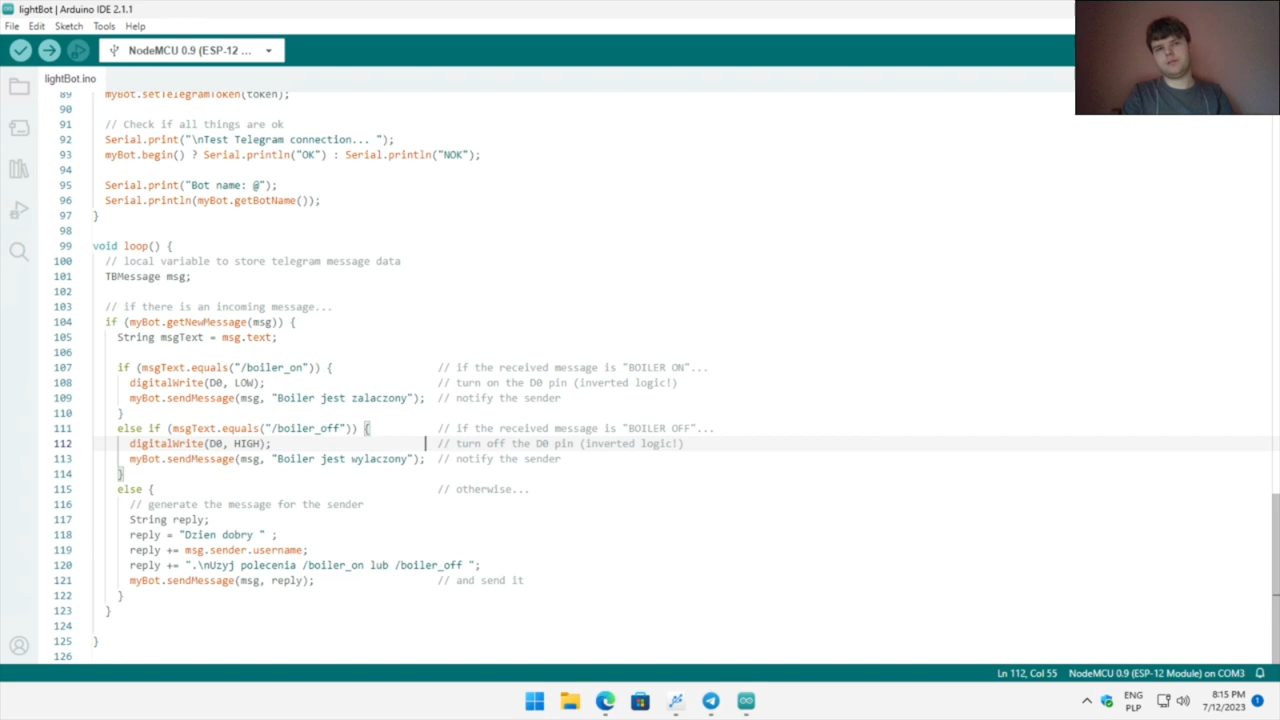 lightBot | Arduino IDE 2.1.1
File Edit Sketch Tools Help
NodeMCU 0.9 (ESP-12 ...
lightBot.ino
89 myBot.setTelegramToken(token);
90
91 // Check if all things are ok
92 Serial.print("\nTest Telegram connection... ");
93 myBot.begin() ? Serial.println("OK") : Serial.println("NOK");
94
95 Serial.print("Bot name: @");
96 Serial.println(myBot.getBotName());
97 }
98
99 void loop() {
100 // local variable to store telegram message data
101 TBMessage msg;
102
103 // if there is an incoming message...
104 if (myBot.getNewMessage(msg)) {
105 String msgText = msg.text;
106
107 if (msgText.equals("/boiler_on")) { // if the received message is "BOILER ON"...
108 digitalWrite(D0, LOW); // turn on the D0 pin (inverted logic!)
109 myBot.sendMessage(msg, "Boiler jest zalaczony"); // notify the sender
110 }
111 else if (msgText.equals("/boiler_off")) { // if the received message is "BOILER OFF"...
112 digitalWrite(D0, HIGH); // turn off the D0 pin (inverted logic!)
113 myBot.sendMessage(msg, "Boiler jest wylaczony"); // notify the sender
114 }
115 else { // otherwise...
116 // generate the message for the sender
117 String reply;
118 reply = "Dzien dobry " ;
119 reply += msg.sender.username;
120 reply += ".\nUzyj polecenia /boiler_on lub /boiler_off ";
121 myBot.sendMessage(msg, reply); // and send it
122 }
123 }
124
125 }
126
Ln 112, Col 55 NodeMCU 0.9 (ESP-12 Module) on COM3
ENG
PLP
8:15 PM
7/12/2023
1